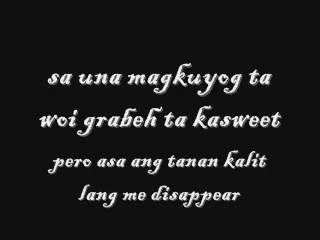 sa una magkuyog ta
woi grabeh ta kasweet
pero asa ang tanan kalit
lang me disappear